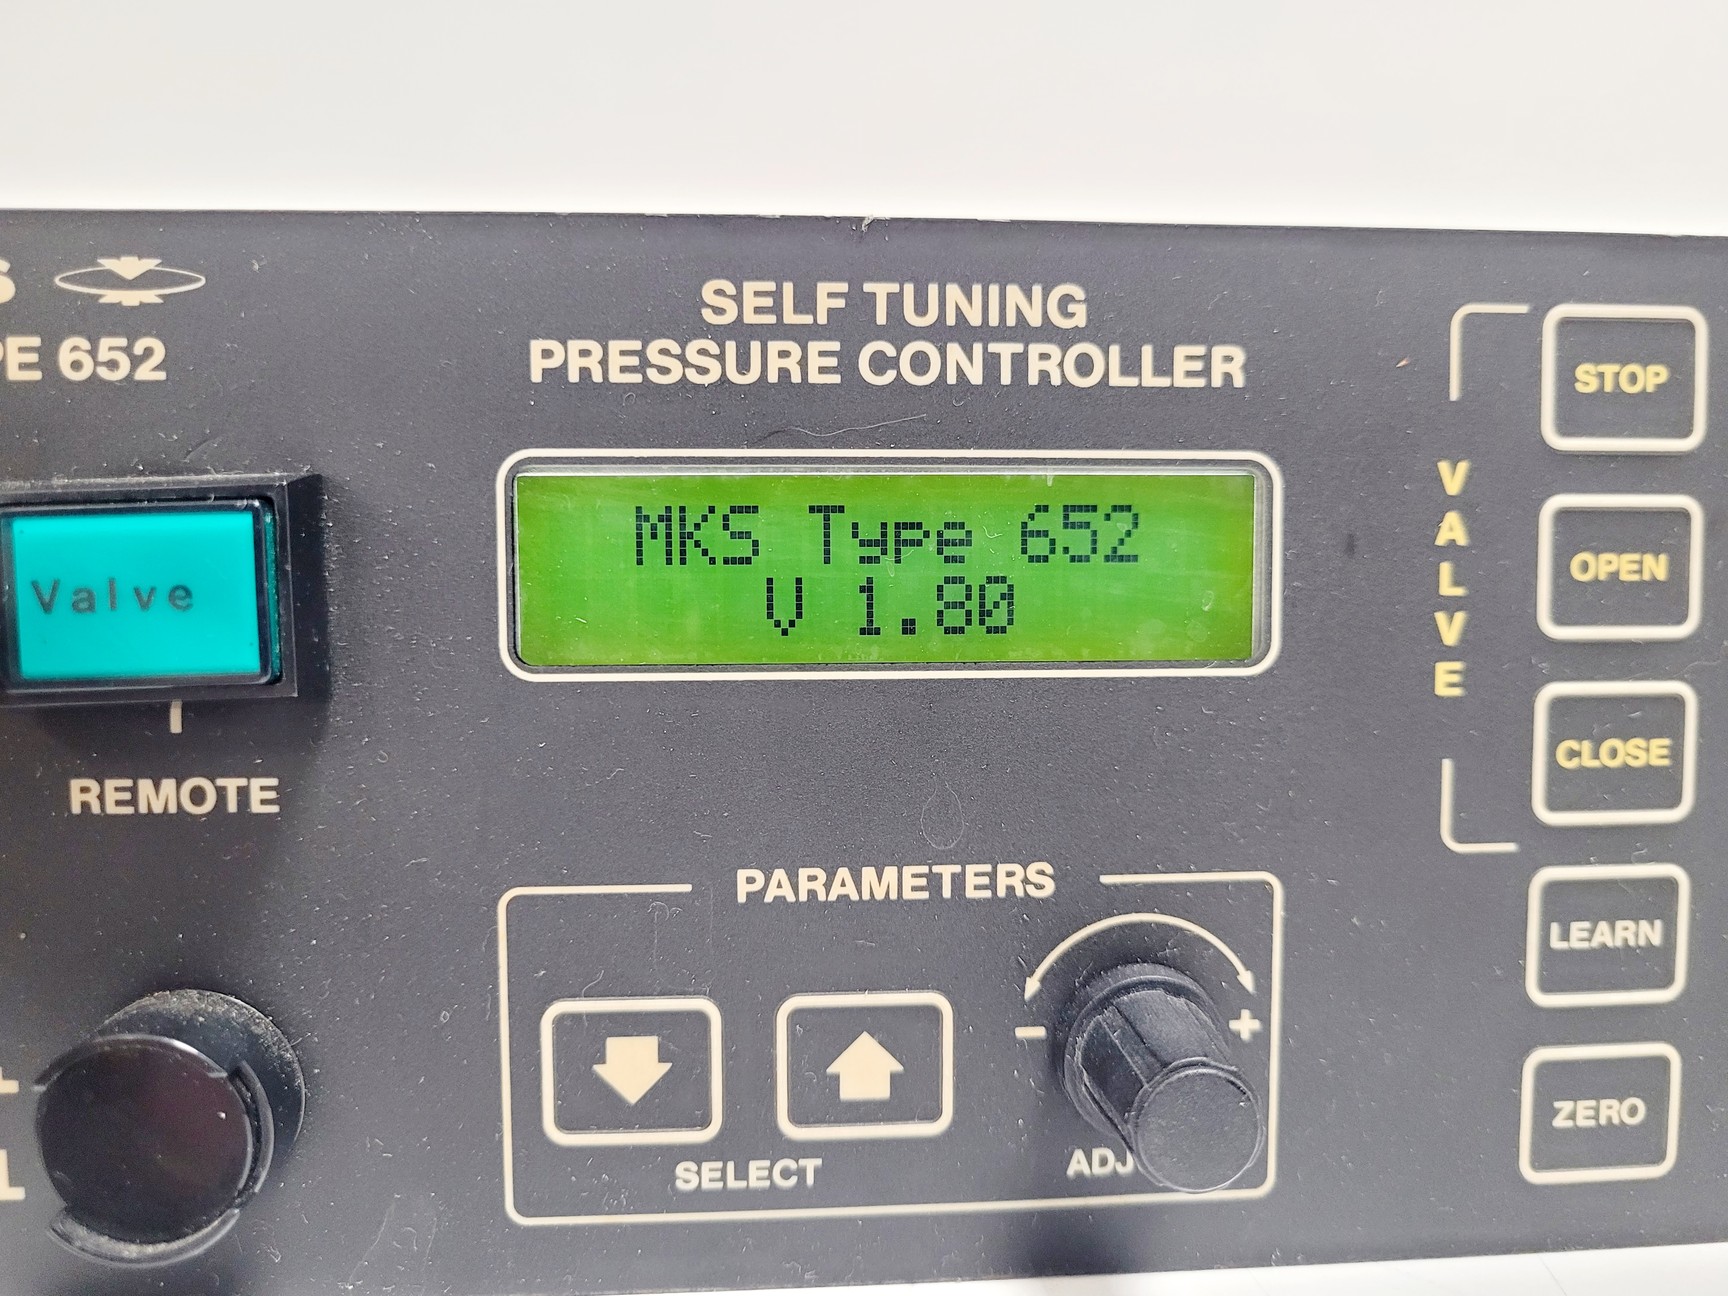 S
PE 652
SELF TUNING
PRESSURE CONTROLLER
MKS Type 652
V 1.80
Valve
REMOTE
PARAMETERS
-
+
SELECT
ADJ
VALVE
STOP
OPEN
CLOSE
LEARN
ZERO